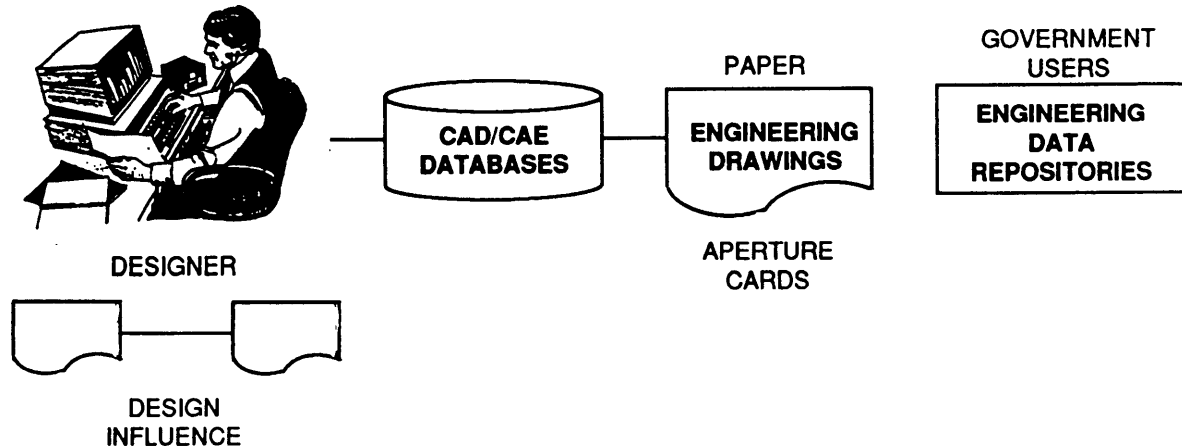 DESIGNER
DESIGN
INFLUENCE
CAD/CAE
DATABASES
PAPER
ENGINEERING
DRAWINGS
APERTURE
CARDS
GOVERNMENT
USERS
ENGINEERING
DATA
REPOSITORIES